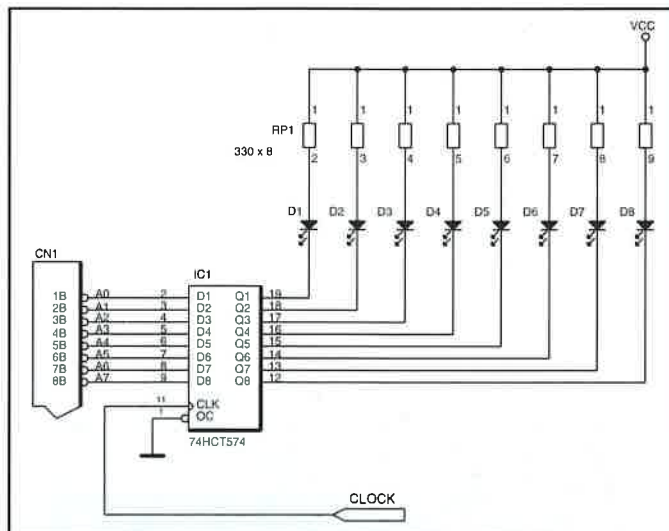 VCC
1 1 1 1 1 1 1 1
RP1
330 x 8
2 3 4 5 6 7 8 9
D1 D2 D3 D4 D5 D6 D7 D8
CN1
IC1
1B A0 2 D1 Q1 19
2B A1 3 D2 Q2 18
3B A2 4 D3 Q3 17
4B A3 5 D4 Q4 16
5B A4 6 D5 Q5 15
6B A5 7 D6 Q6 14
7B A6 8 D7 Q7 13
8B A7 9 D8 Q8 12
11 CLK
1 OC
74HCT574
CLOCK